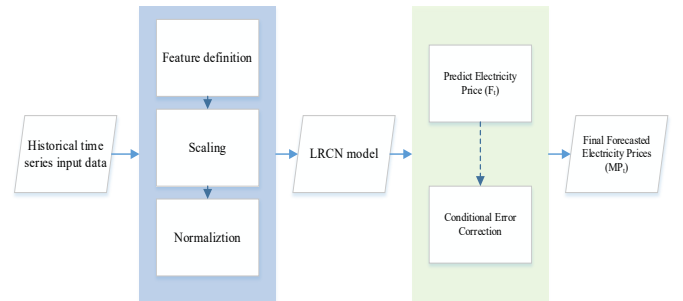 Historical time
series input data
Feature definition
Scaling
Normaliztion
LRCN model
Predict Electricity
Price (Ft)
Conditional Error
Correction
Final Forecasted
Electricity Prices
(MPt)